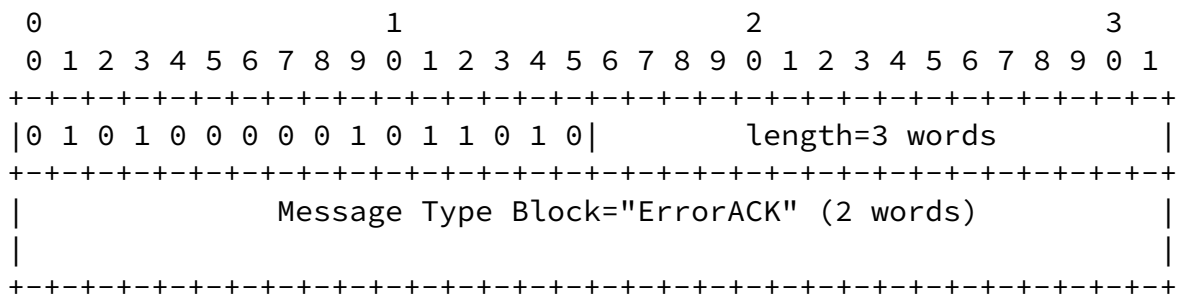 0                   1                   2                   3
 0 1 2 3 4 5 6 7 8 9 0 1 2 3 4 5 6 7 8 9 0 1 2 3 4 5 6 7 8 9 0 1
+-+-+-+-+-+-+-+-+-+-+-+-+-+-+-+-+-+-+-+-+-+-+-+-+-+-+-+-+-+-+-+-+
|0 1 0 1 0 0 0 0 0 1 0 1 1 0 1 0|        length=3 words         |
+-+-+-+-+-+-+-+-+-+-+-+-+-+-+-+-+-+-+-+-+-+-+-+-+-+-+-+-+-+-+-+-+
|              Message Type Block="ErrorACK" (2 words)          |
|                                                               |
+-+-+-+-+-+-+-+-+-+-+-+-+-+-+-+-+-+-+-+-+-+-+-+-+-+-+-+-+-+-+-+-+